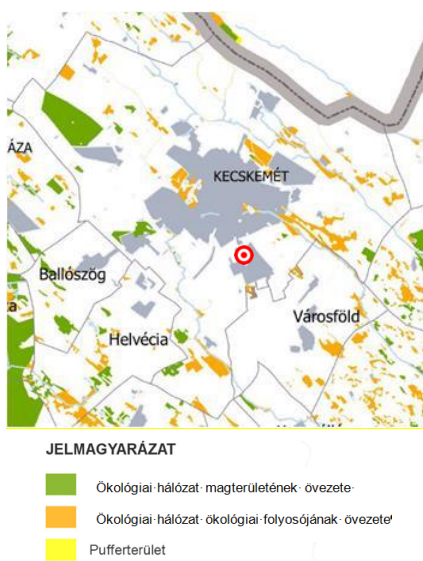 ÁZA
KECSKEMÉT
Ballószög
a
Városföld
Helvécia
JELMAGYARÁZAT
Ökológiai hálózat magterületének övezete
Ökológiai hálózat ökológiai folyosójának övezete
Pufferterület